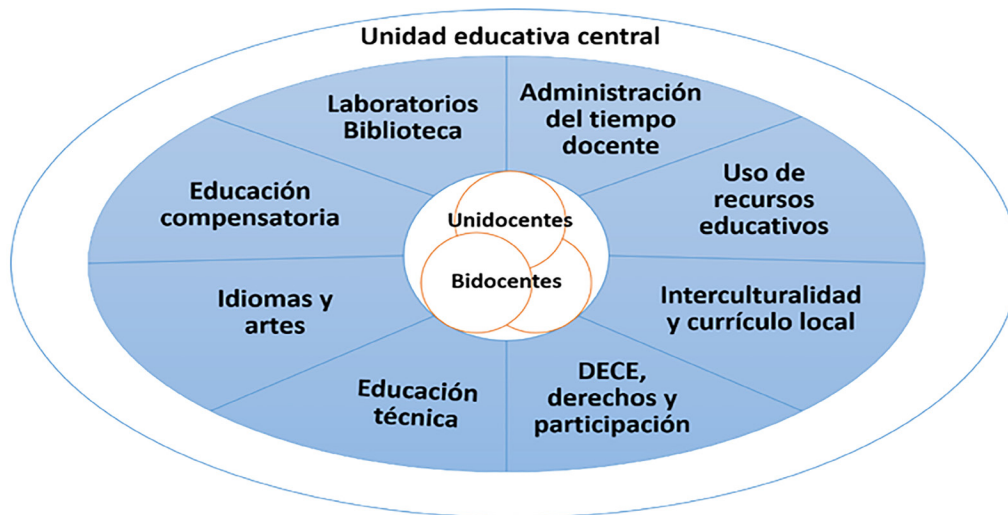 Unidad educativa central
Laboratorios
Biblioteca
Administración
del tiempo
docente
Uso de
recursos
educativos
Interculturalidad
y currículo local
DECE,
derechos y
participación
Educación
técnica
Idiomas y
artes
Educación
compensatoria
Unidocentes
Bidocentes